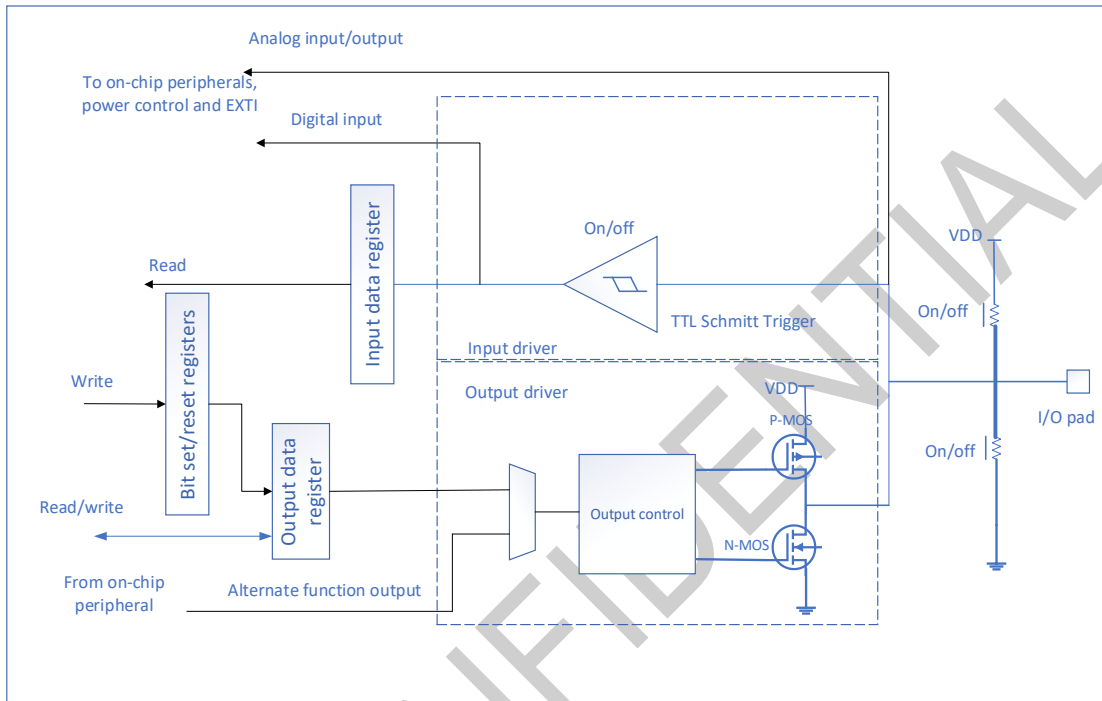 Analog input/output
To on-chip peripherals,
power control and EXTI
Digital input
On/off
Input data register
Read
TTL Schmitt Trigger
Input driver
VDD
On/off
Write
Bit set/reset registers
Output driver
VDD
P-MOS
I/O pad
On/off
Output data
register
Read/write
Output control
N-MOS
From on-chip
peripheral
Alternate function output
NFIDENTIAL